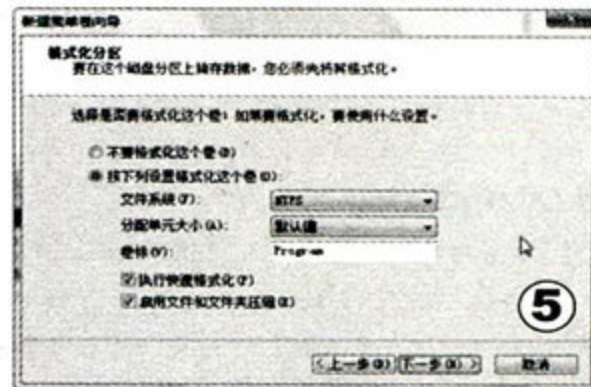 新建简单卷向导
格式化分区
要在这个磁盘分区上储存数据，您必须先将其格式化。
选择是否要格式化这个卷；如果要格式化，要使用什么设置。
不要格式化这个卷(D)
按下列设置格式化这个卷(O):
文件系统(F): NTFS
分配单元大小(A): 默认值
卷标(V): Program
执行快速格式化(P)
启用文件和文件夹压缩(E)
⑤
<上一步(B) 下一步(N)> 取消